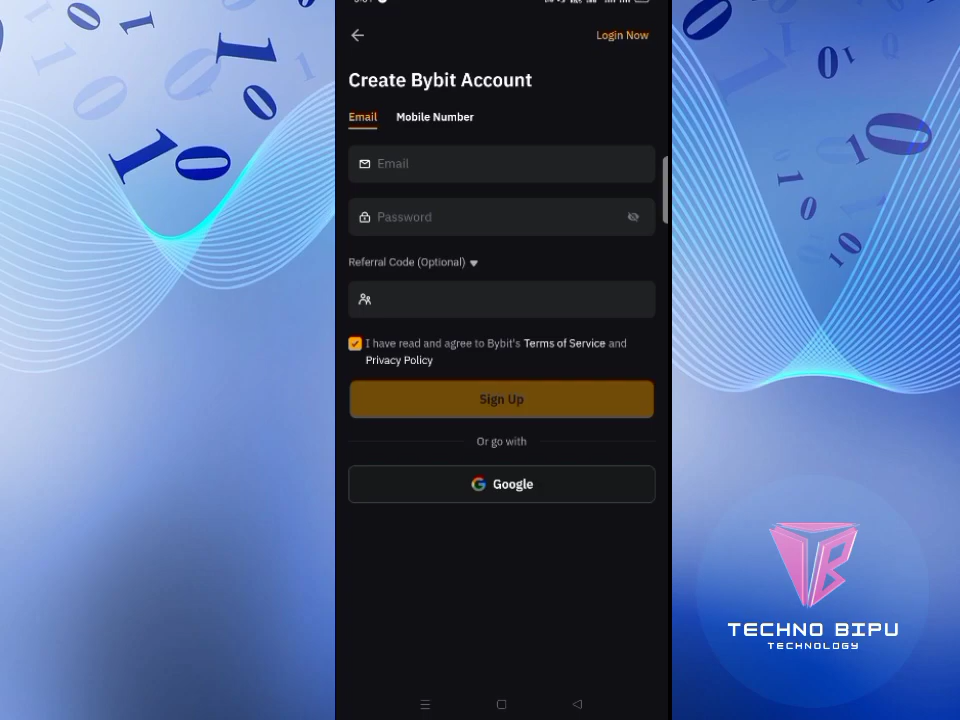 Login Now
Create Bybit Account
Email Mobile Number
Email
Password
Referral Code (Optional)
I have read and agree to Bybit's Terms of Service and
Privacy Policy
Sign Up
Or go with
Google
TECHNO BIPU
TECHNOLOGY